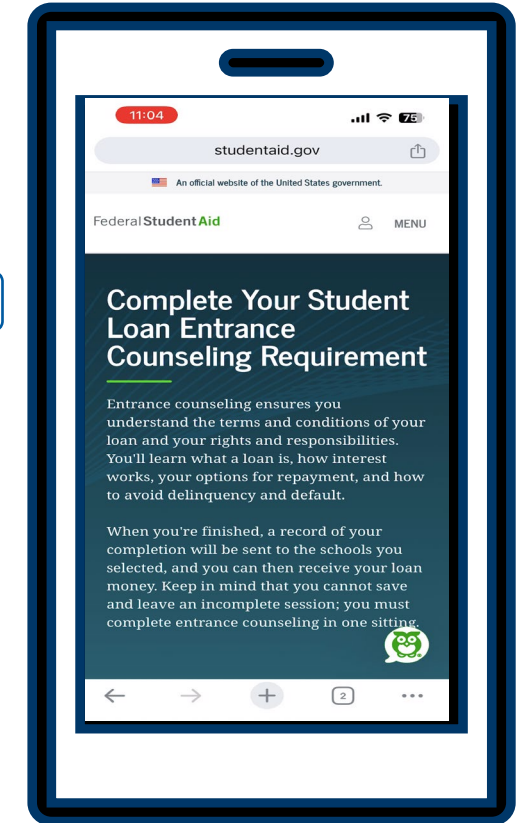 11:04
75
studentaid.gov
An official website of the United States government.
Federal Student Aid
MENU
Complete Your Student
Loan Entrance
Counseling Requirement
Entrance counseling ensures you
understand the terms and conditions of your
loan and your rights and responsibilities.
You'll learn what a loan is, how interest
works, your options for repayment, and how
to avoid delinquency and default.
When you're finished, a record of your
completion will be sent to the schools you
selected, and you can then receive your loan
money. Keep in mind that you cannot save
and leave an incomplete session; you must
complete entrance counseling in one sitting.
2